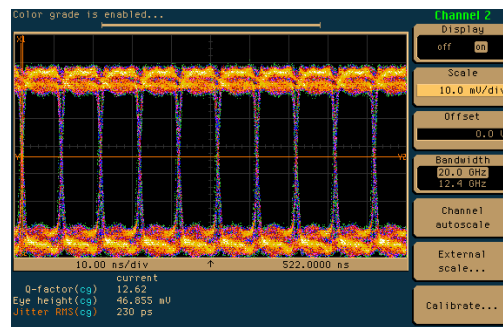 Color grade is enabled...
Channel 2
Display
off on
Scale
10.0 mV/div
Offset
0.0 V
Bandwidth
20.0 GHz
12.4 GHz
Channel
autoscale
External
scale...
Calibrate...
X1
Y2
10.00 ns/div ↑ 522.0000 ns
current
Q-factor(cg) 12.62
Eye height(cg) 46.855 mV
Jitter RMS(cg) 230 ps